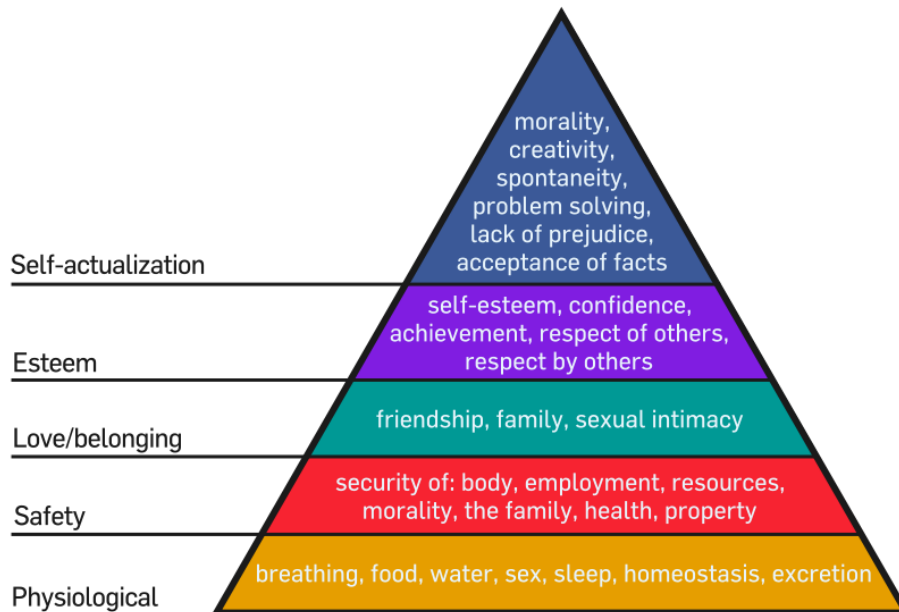 morality,
creativity,
spontaneity,
problem solving,
lack of prejudice,
acceptance of facts
Self-actualization
self-esteem, confidence,
achievement, respect of others,
respect by others
Esteem
friendship, family, sexual intimacy
Love/belonging
security of: body, employment, resources,
morality, the family, health, property
Safety
breathing, food, water, sex, sleep, homeostasis, excretion
Physiological